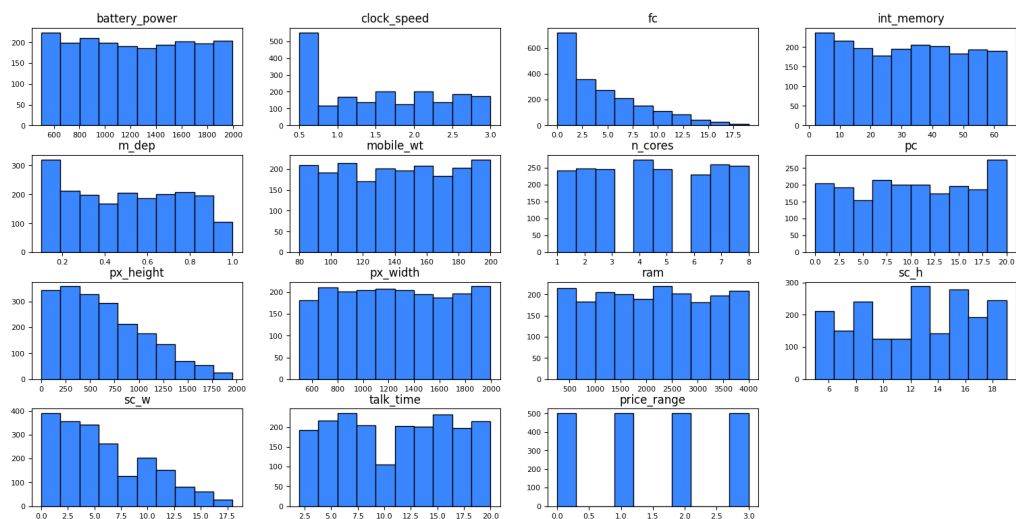 battery_power clock_speed fc int_memory
200 150 100 50 0
600 800 1000 1200 1400 1600 1800 2000
500 400 300 200 100 0
0.5 1.0 1.5 2.0 2.5 3.0
600 400 200 0
0.0 2.5 5.0 7.5 10.0 12.5 15.0 17.5
200 150 100 50 0
0 10 20 30 40 50 60
m_dep mobile_wt n_cores pc
300 200 100 0
0.2 0.4 0.6 0.8 1.0
200 150 100 50 0
80 100 120 140 160 180 200
250 200 150 100 50 0
1 2 3 4 5 6 7 8
250 200 150 100 50 0
0.0 2.5 5.0 7.5 10.0 12.5 15.0 17.5 20.0
px_height px_width ram sc_h
300 200 100 0
0 250 500 750 1000 1250 1500 1750 2000
200 150 100 50 0
600 800 1000 1200 1400 1600 1800 2000
200 150 100 50 0
500 1000 1500 2000 2500 3000 3500 4000
300 200 100 0
6 8 10 12 14 16 18
sc_w talk_time price_range
400 300 200 100 0
0.0 2.5 5.0 7.5 10.0 12.5 15.0 17.5
200 150 100 50 0
2.5 5.0 7.5 10.0 12.5 15.0 17.5 20.0
500 400 300 200 100 0
0.0 0.5 1.0 1.5 2.0 2.5 3.0